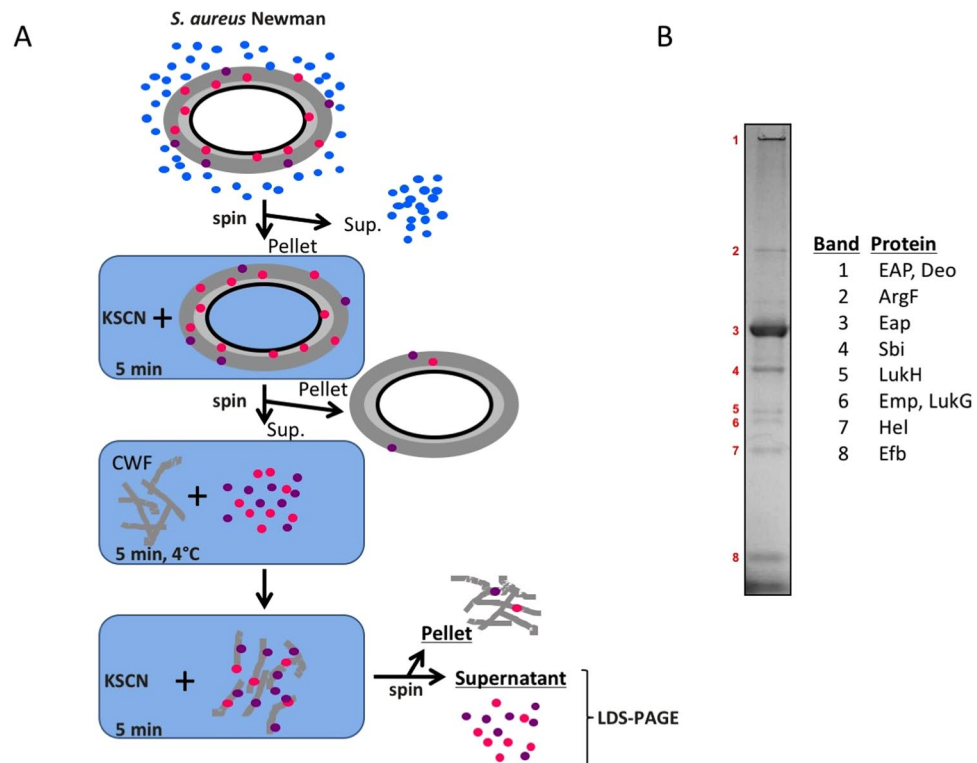 A
S. aureus Newman
spin
Sup.
Pellet
KSCN +
5 min
spin
Pellet
Sup.
CWF
+
5 min, 4°C
KSCN +
5 min
spin
Pellet
Supernatant
LDS-PAGE
B
1
2
3
4
5
6
7
8
Band Protein
1 EAP, Deo
2 ArgF
3 Eap
4 Sbi
5 LukH
6 Emp, LukG
7 Hel
8 Efb